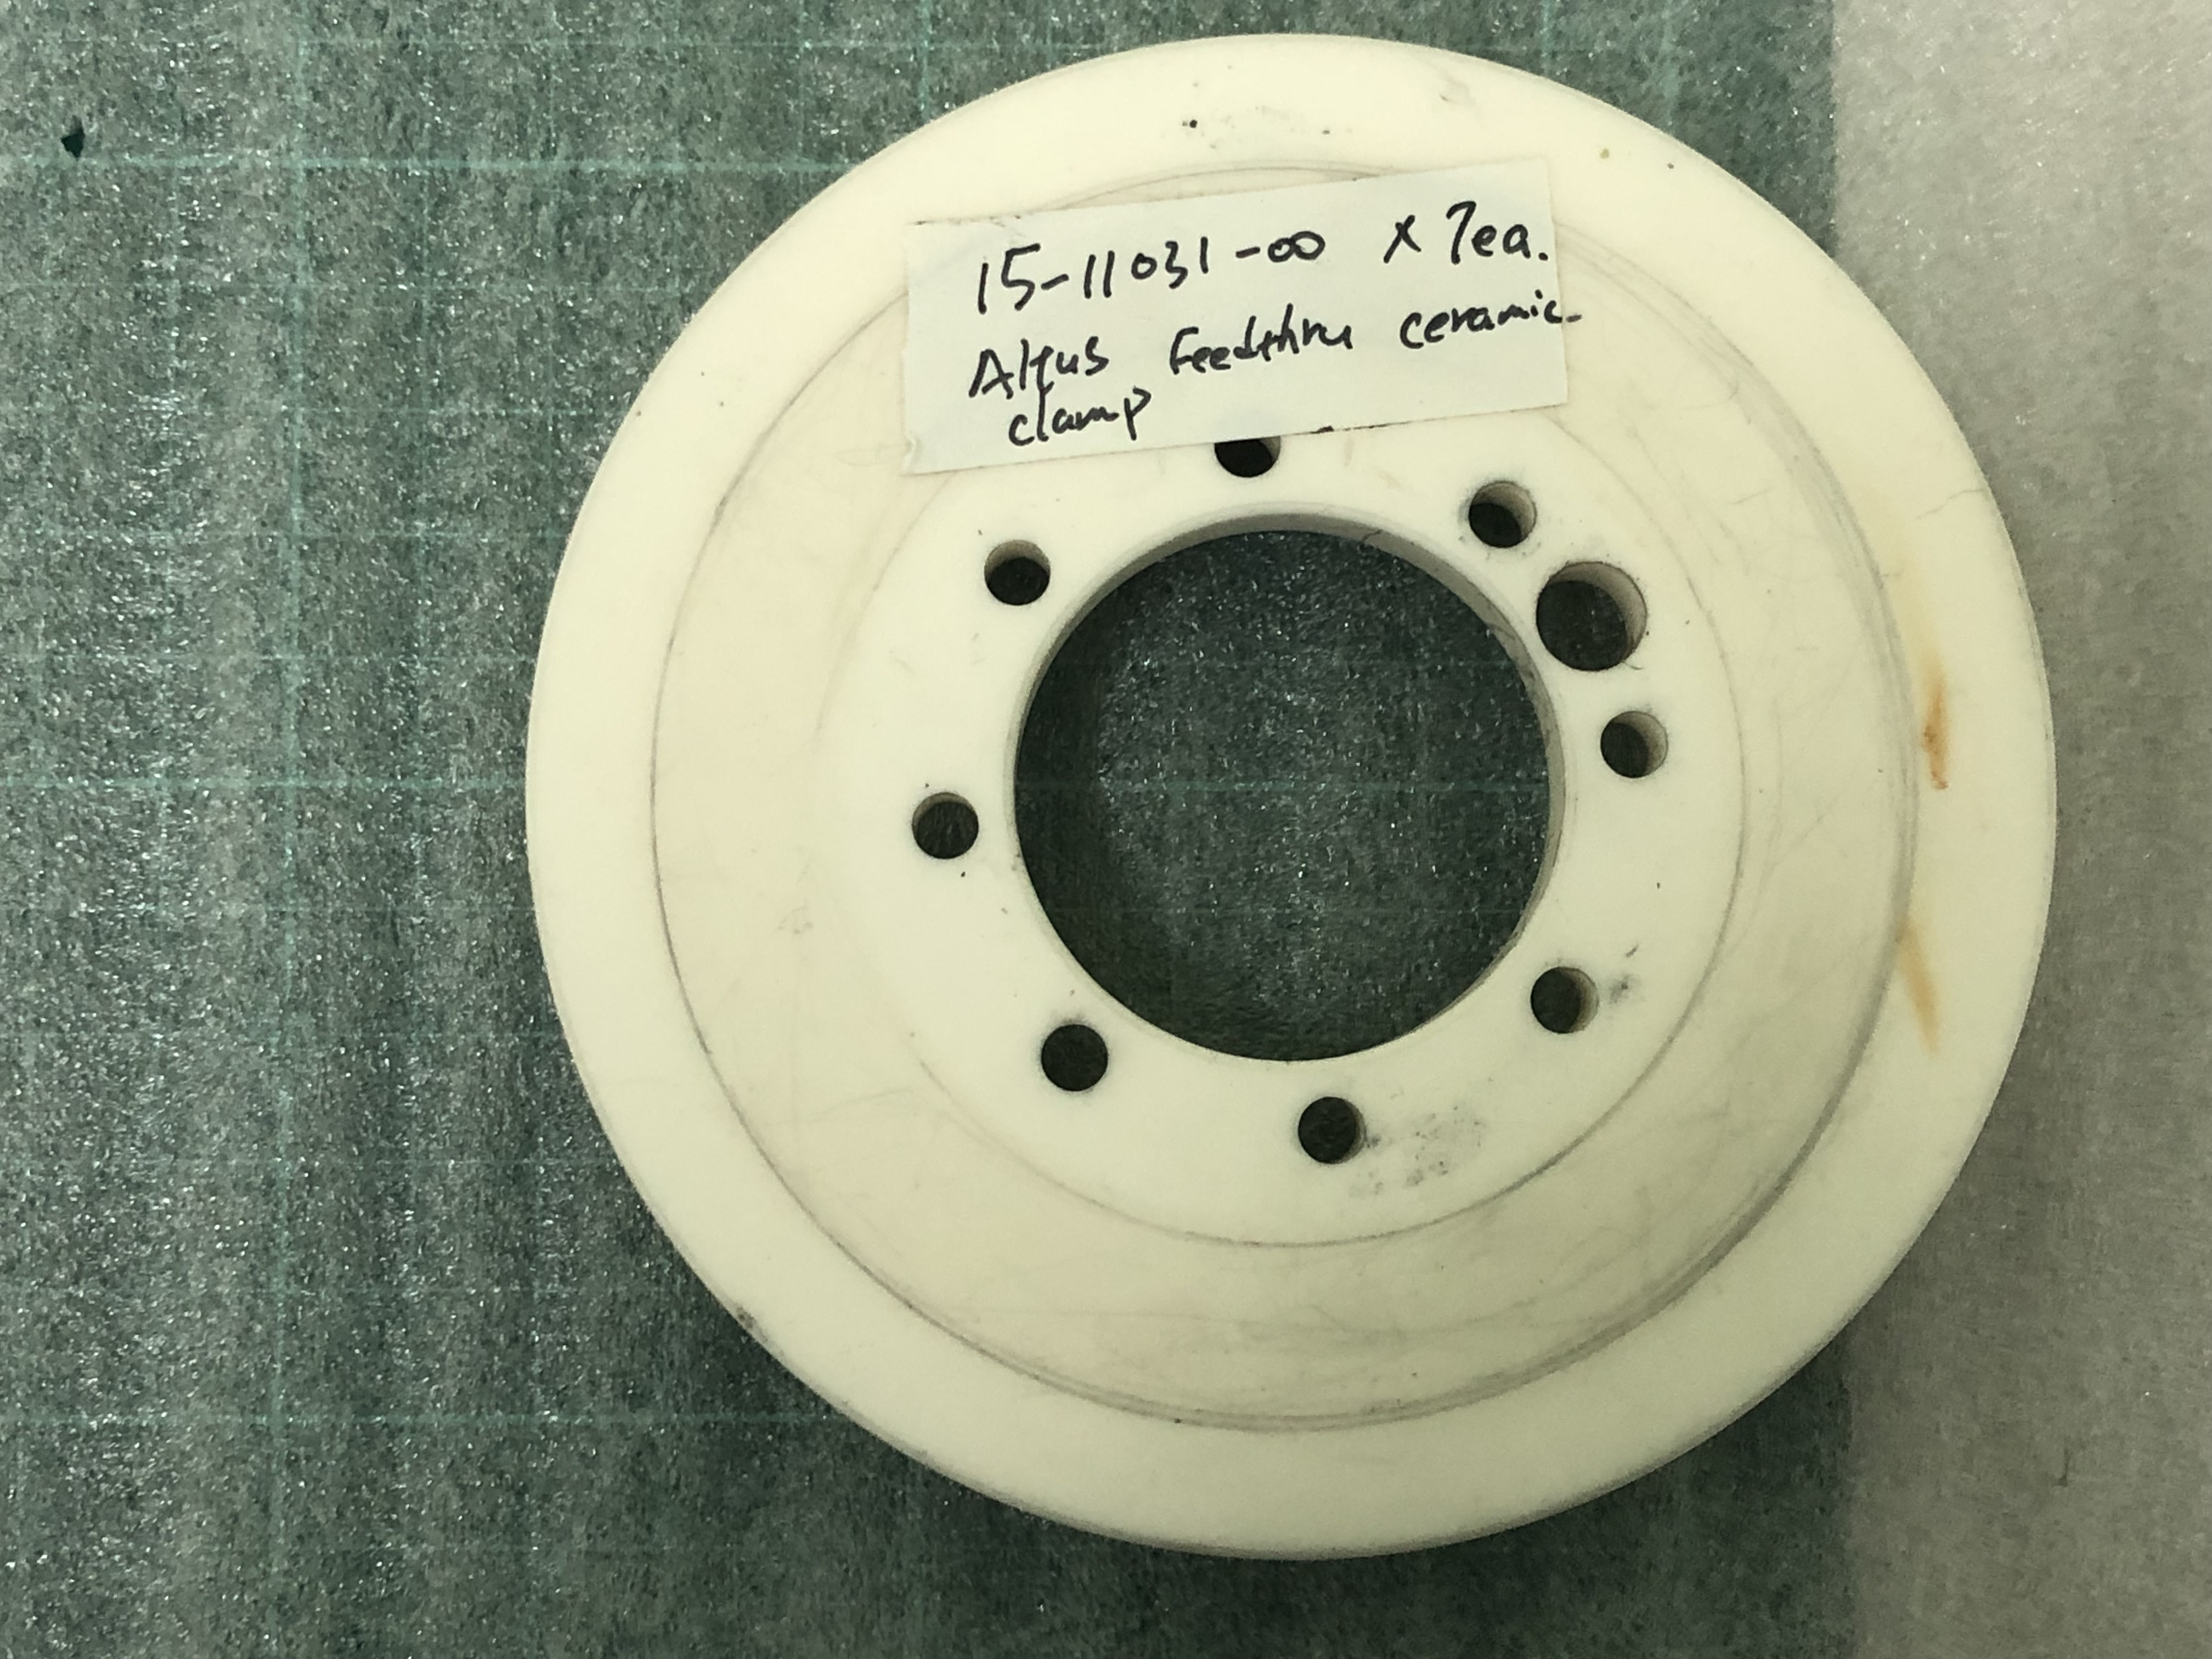 15-11031-00 x 7ea.
Altus Feedthru ceramic
clamp